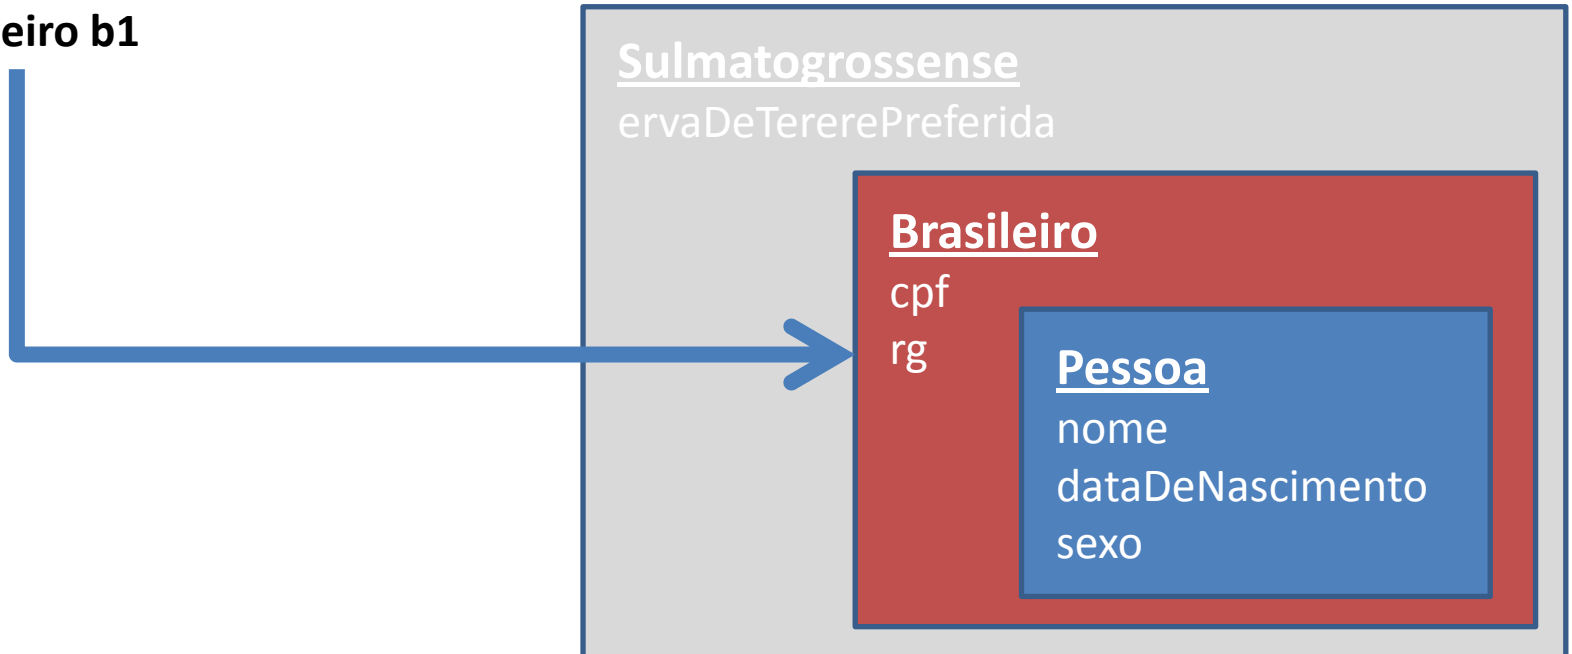 eiro b1
Sulmatogrossense
ervaDeTererePreferida
Brasileiro
cpf
rg
Pessoa
nome
dataDeNascimento
sexo